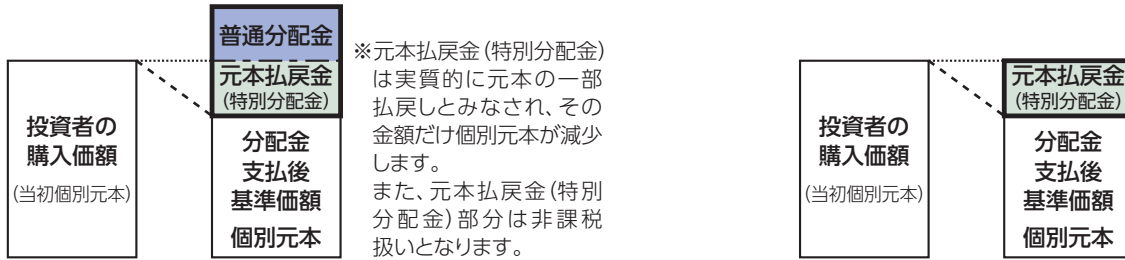 投資者の
購入価額
(当初個別元本)
普通分配金
元本払戻金
(特別分配金)
分配金
支払後
基準価額
個別元本
※元本払戻金(特別分配金)
は実質的に元本の一部
払戻しとみなされ、その
金額だけ個別元本が減少
します。
また、元本払戻金(特別
分配金)部分は非課税
扱いとなります。
投資者の
購入価額
(当初個別元本)
元本払戻金
(特別分配金)
分配金
支払後
基準価額
個別元本